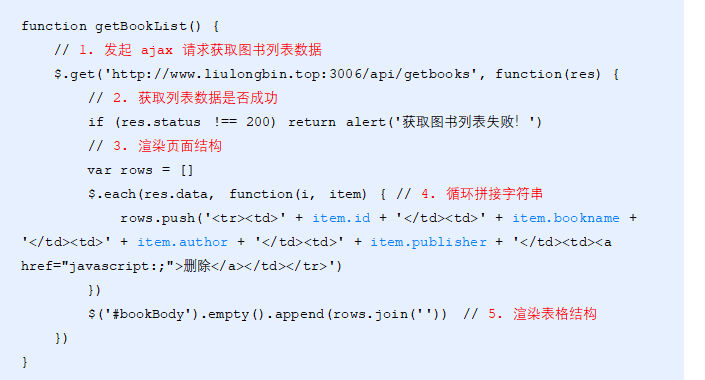 function getBookList() {
// 1. 发起 ajax 请求获取图书列表数据
$.get('http://www.liulongbin.top:3006/api/getbooks', function(res) {
// 2. 获取列表数据是否成功
if (res.status !== 200) return alert('获取图书列表失败！')
// 3. 渲染页面结构
var rows = []
$.each(res.data, function(i, item) { // 4. 循环拼接字符串
rows.push('<tr><td>' + item.id + '</td><td>' + item.bookname +
'</td><td>' + item.author + '</td><td>' + item.publisher + '</td><td><a
href="javascript:;">删除</a></td></tr>')
})
$('#bookBody').empty().append(rows.join('')) // 5. 渲染表格结构
})
}